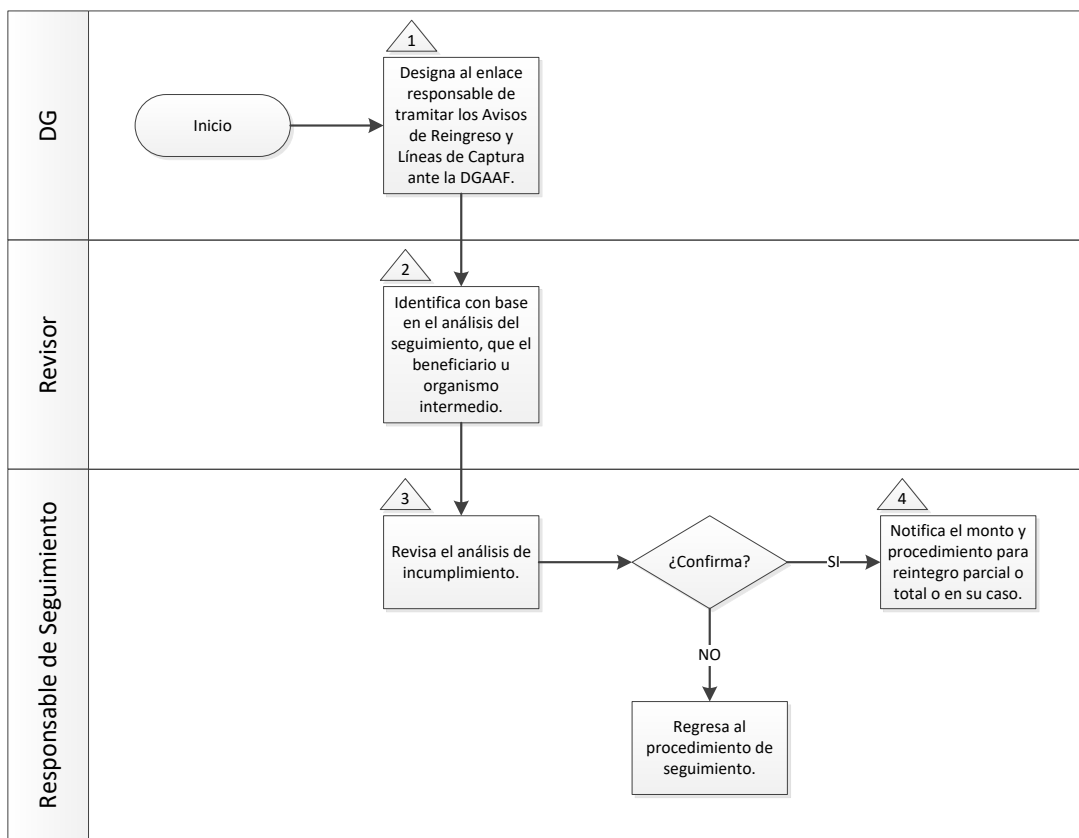 DG
Inicio
1
Designa al enlace
responsable de
tramitar los Avisos
de Reingreso y
Líneas de Captura
ante la DGAAF.
Revisor
2
Identifica con base
en el análisis del
seguimiento, que el
beneficiario u
organismo
intermedio.
Responsable de Seguimiento
3
Revisa el análisis de
incumplimiento.
¿Confirma?
SI
4
Notifica el monto y
procedimiento para
reintegro parcial o
total o en su caso.
NO
Regresa al
procedimiento de
seguimiento.